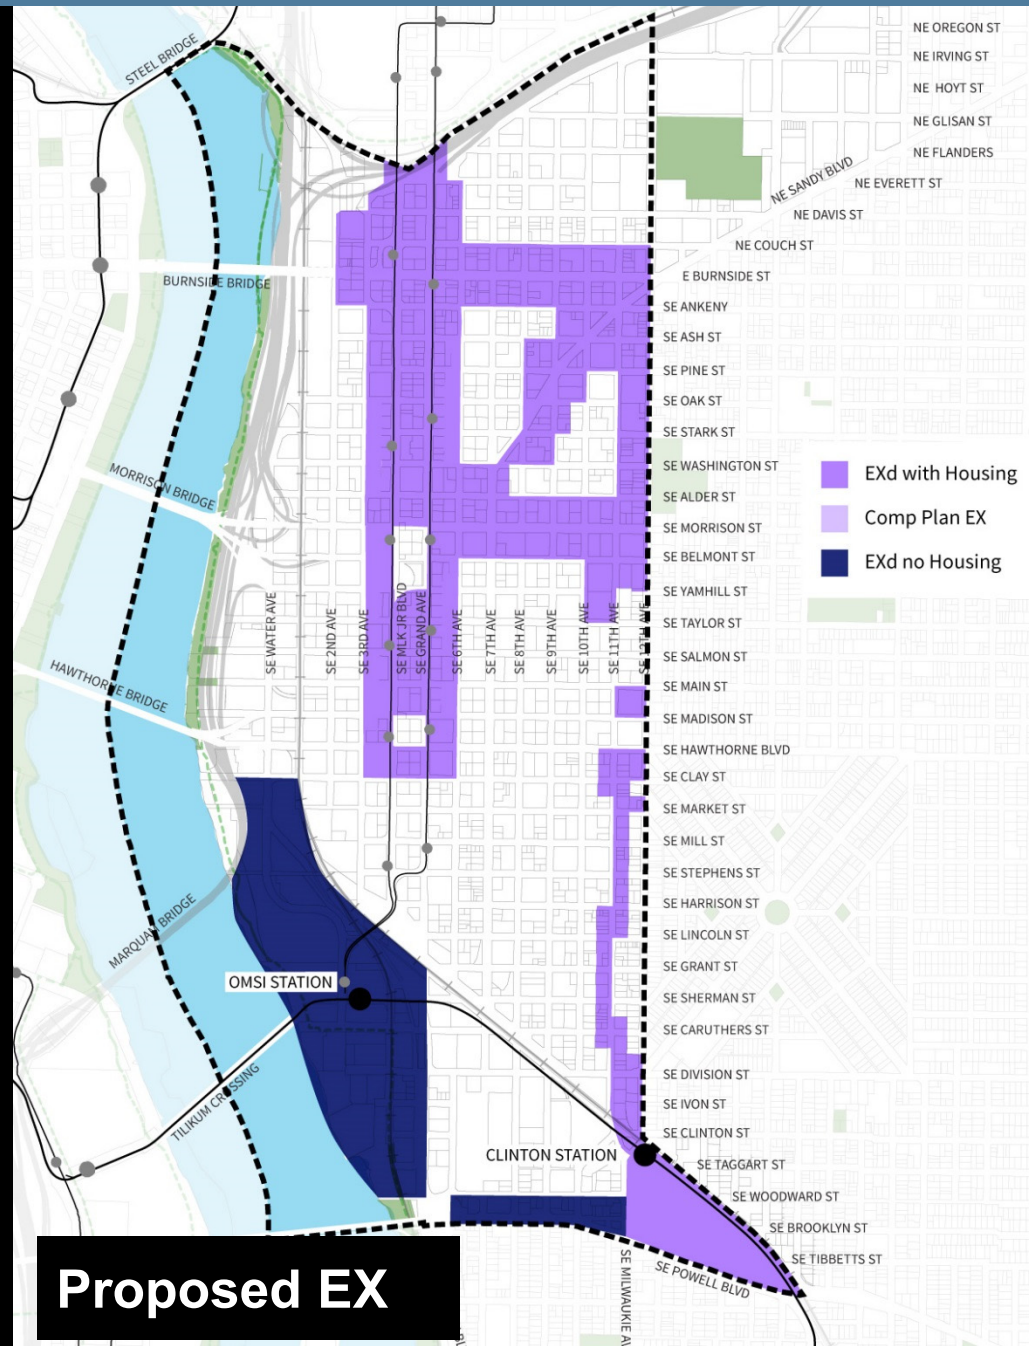 STEEL BRIDGE
NE OREGON ST
NE IRVING ST
NE HOYT ST
NE GLISAN ST
NE FLANDERS
NE SANDY BLVD
NE EVERETT ST
NE DAVIS ST
NE COUCH ST
E BURNSIDE ST
BURNSIDE BRIDGE
SE ANKENY
SE ASH ST
SE PINE ST
SE OAK ST
SE STARK ST
SE WASHINGTON ST
SE ALDER ST
SE MORRISON ST
SE BELMONT ST
SE YAMHILL ST
SE TAYLOR ST
SE SALMON ST
SE MAIN ST
SE MADISON ST
SE HAWTHORNE BLVD
SE CLAY ST
SE MARKET ST
SE MILL ST
SE STEPHENS ST
SE HARRISON ST
SE LINCOLN ST
SE GRANT ST
SE SHERMAN ST
SE CARUTHERS ST
SE DIVISION ST
SE IVON ST
SE CLINTON ST
SE TAGGART ST
SE WOODWARD ST
SE BROOKLYN ST
SE TIBBETTS ST
EXd with Housing
Comp Plan EX
EXd no Housing
MORRISON BRIDGE
HAWTHORNE BRIDGE
SE WATER AVE
SE 2ND AVE
SE 3RD AVE
SE MLK JR BLVD
SE GRAND AVE
SE 6TH AVE
SE 7TH AVE
SE 8TH AVE
SE 9TH AVE
SE 10TH AVE
SE 11TH AVE
SE 12TH AVE
MARQUAM BRIDGE
OMSI STATION
TILIKUM CROSSING
CLINTON STATION
SE POWELL BLVD
SE MILWAUKIE
Proposed EX